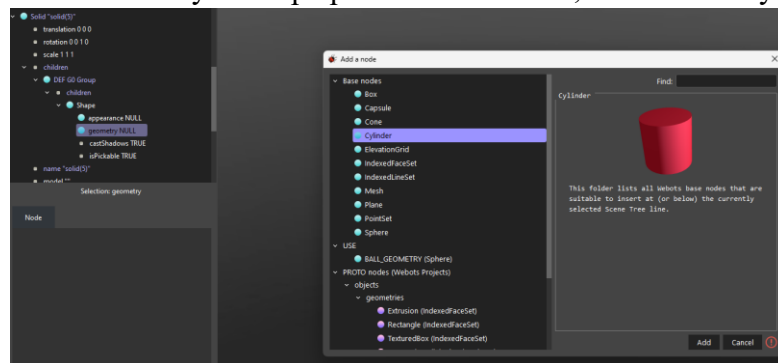 Solid "solid(5)"
translation 0 0 0
rotation 0 0 1 0
scale 1 1 1
children
DEF G0 Group
children
Shape
appearance NULL
geometry NULL
castShadows TRUE
isPickable TRUE
name "solid(5)"
model ""
Selection: geometry
Node
Add a node
Base nodes
Box
Capsule
Cone
Cylinder
ElevationGrid
IndexedFaceSet
IndexedLineSet
Mesh
Plane
PointSet
Sphere
USE
BALL_GEOMETRY (Sphere)
PROTO nodes (Webots Projects)
objects
geometries
Extrusion (IndexedFaceSet)
Rectangle (IndexedFaceSet)
TexturedBox (IndexedFaceSet)
Find:
Cylinder
This folder lists all Webots base nodes that are
suitable to insert at (or below) the currently
selected Scene Tree line.
Add Cancel